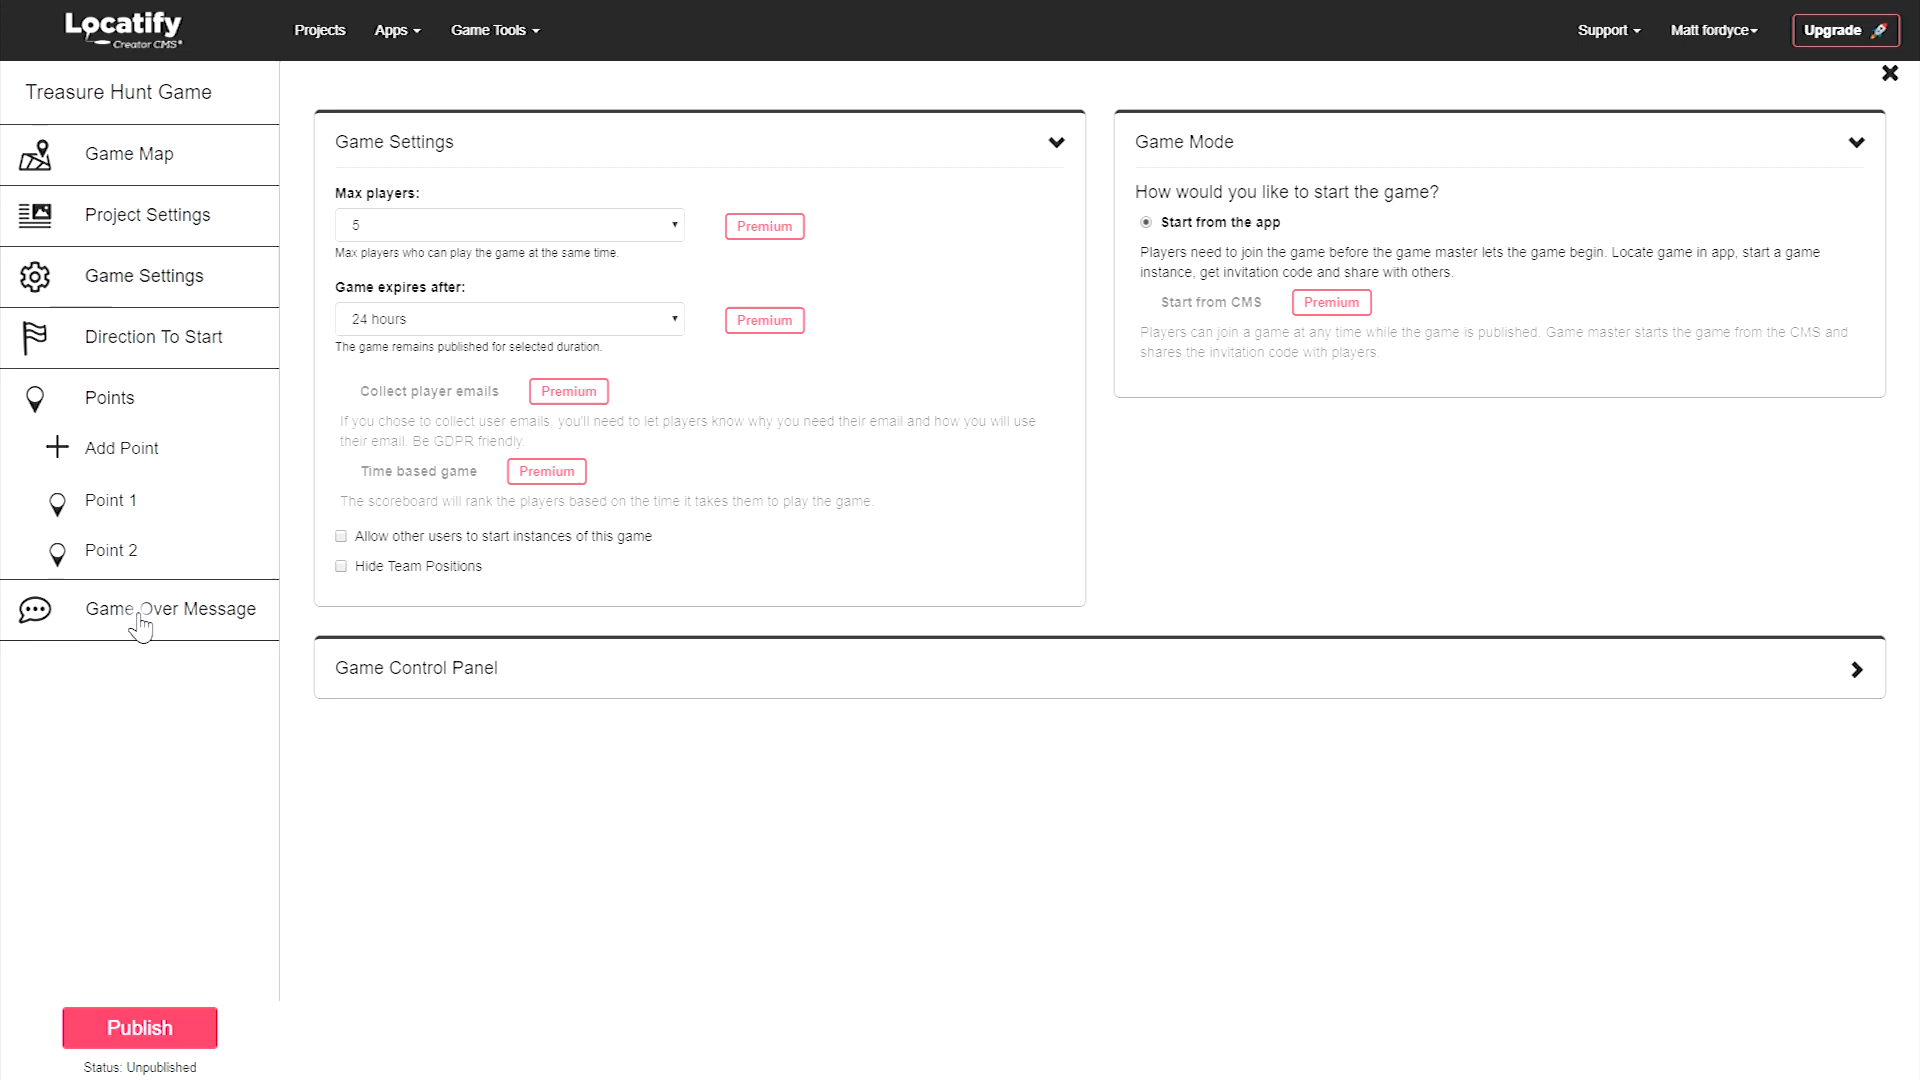 Locatify
Creator CMS®
Projects
Apps
Game Tools
Support
Matt fordyce
Upgrade
Treasure Hunt Game
Game Map
Project Settings
Game Settings
Direction To Start
Points
Add Point
Point 1
Point 2
Game Over Message
Publish
Status: Unpublished
Game Settings
Max players:
5
Premium
Max players who can play the game at the same time.
Game expires after:
24 hours
Premium
The game remains published for selected duration.
Collect player emails
Premium
If you chose to collect user emails, you'll need to let players know why you need their email and how you will use
their email. Be GDPR friendly.
Time based game
Premium
The scoreboard will rank the players based on the time it takes them to play the game.
Allow other users to start instances of this game
Hide Team Positions
Game Mode
How would you like to start the game?
Start from the app
Players need to join the game before the game master lets the game begin. Locate game in app, start a game
instance, get invitation code and share with others.
Start from CMS
Premium
Players can join a game at any time while the game is published. Game master starts the game from the CMS and
shares the invitation code with players.
Game Control Panel